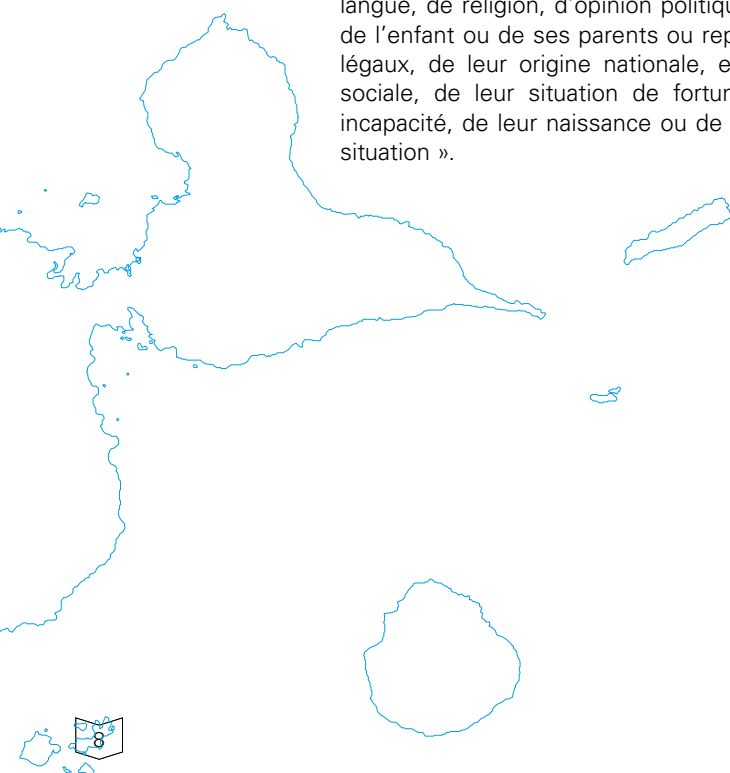 langue, de religion, d’opinion politiqu
de l’enfant ou de ses parents ou rep
légaux, de leur origine nationale, e
sociale, de leur situation de fortun
incapacité, de leur naissance ou de
situation ».
8